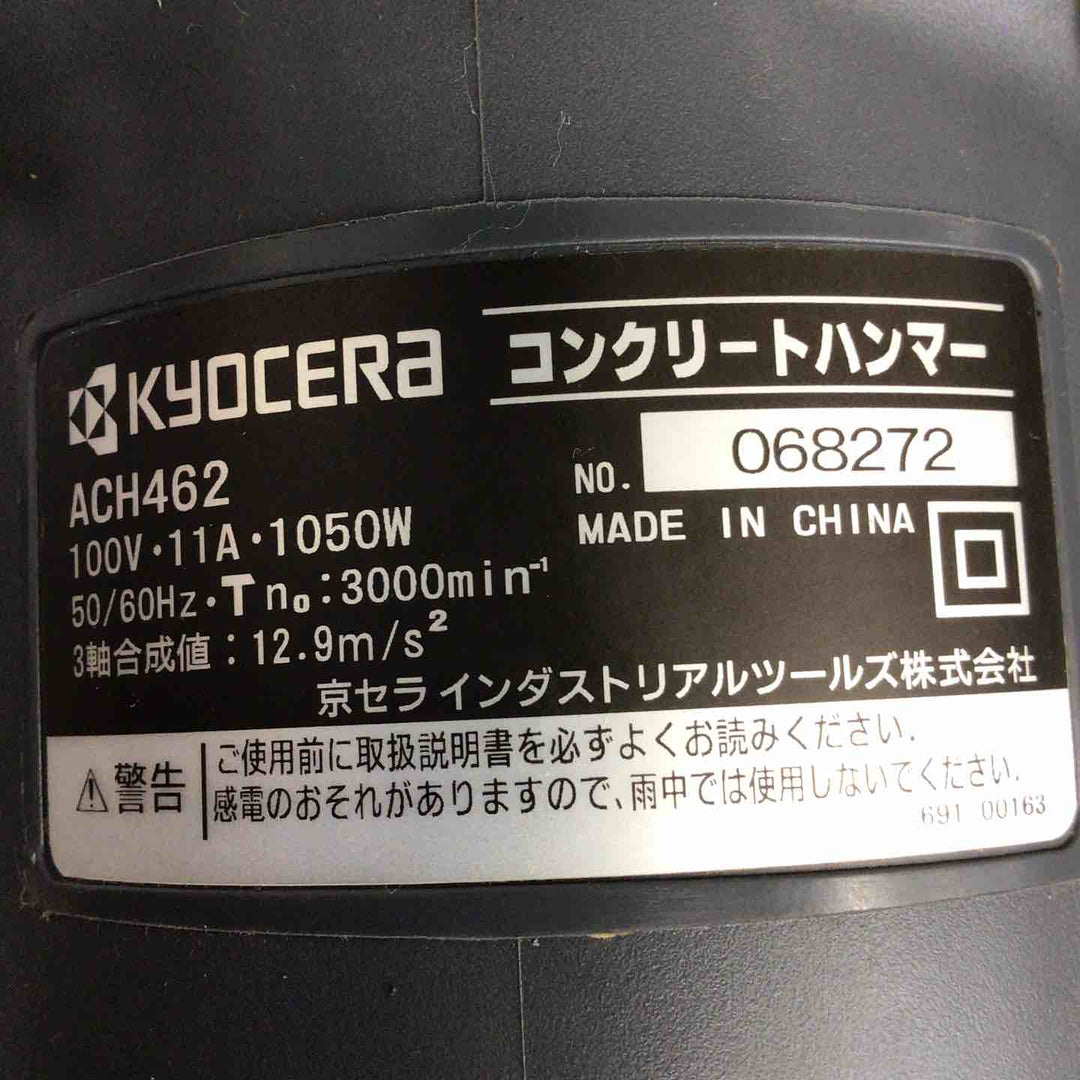 KYOCERa
コンクリートハンマー
ACH462
NO. 068272
100V・11A・1050W
MADE IN CHINA
50/60Hz・T n₀:3000min⁻¹
3軸合成値:12.9m/s²
京セラ インダストリアルツールズ株式会社
警告
ご使用前に取扱説明書を必ずよくお読みください.
感電のおそれがありますので、雨中では使用しないでください.
691 00163